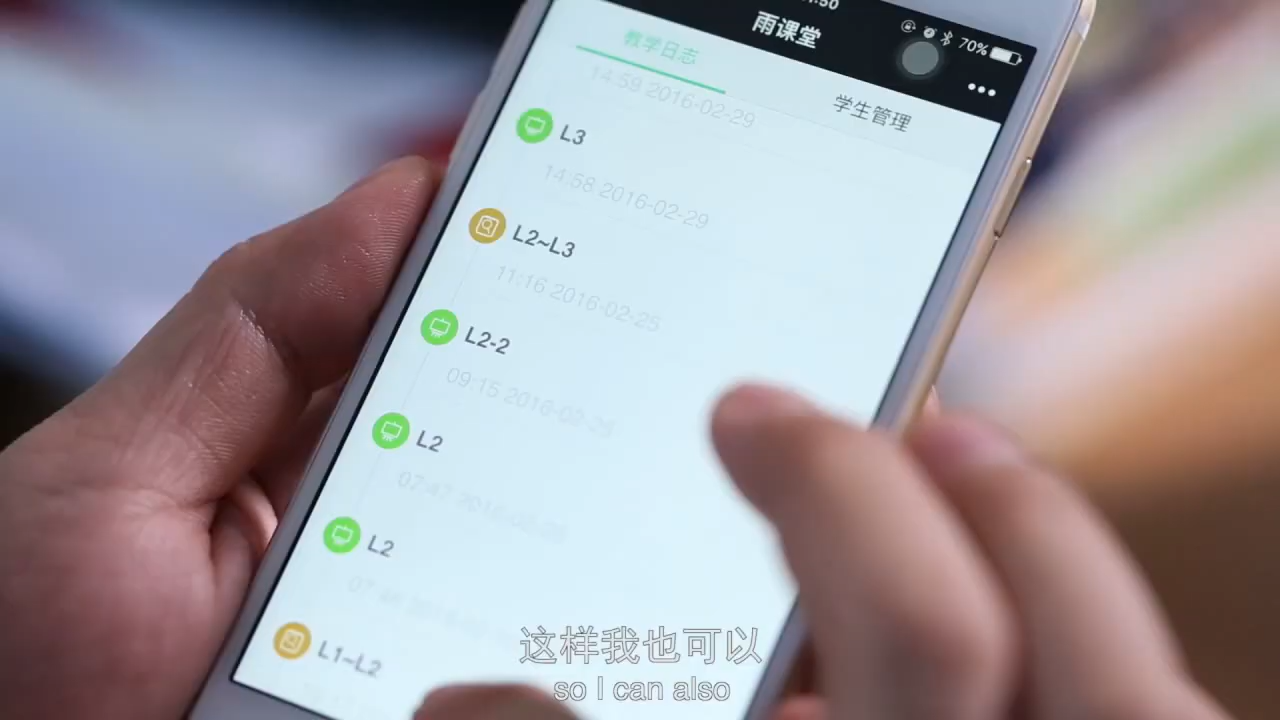 雨课堂
70%
教学日志
学生管理
14:59 2016-02-29
L3
14:58 2016-02-29
L2~L3
11:16 2016-02-25
L2-2
09:15 2016-02-25
L2
07:47
L2
L1~L2
这样我也可以
so I can also